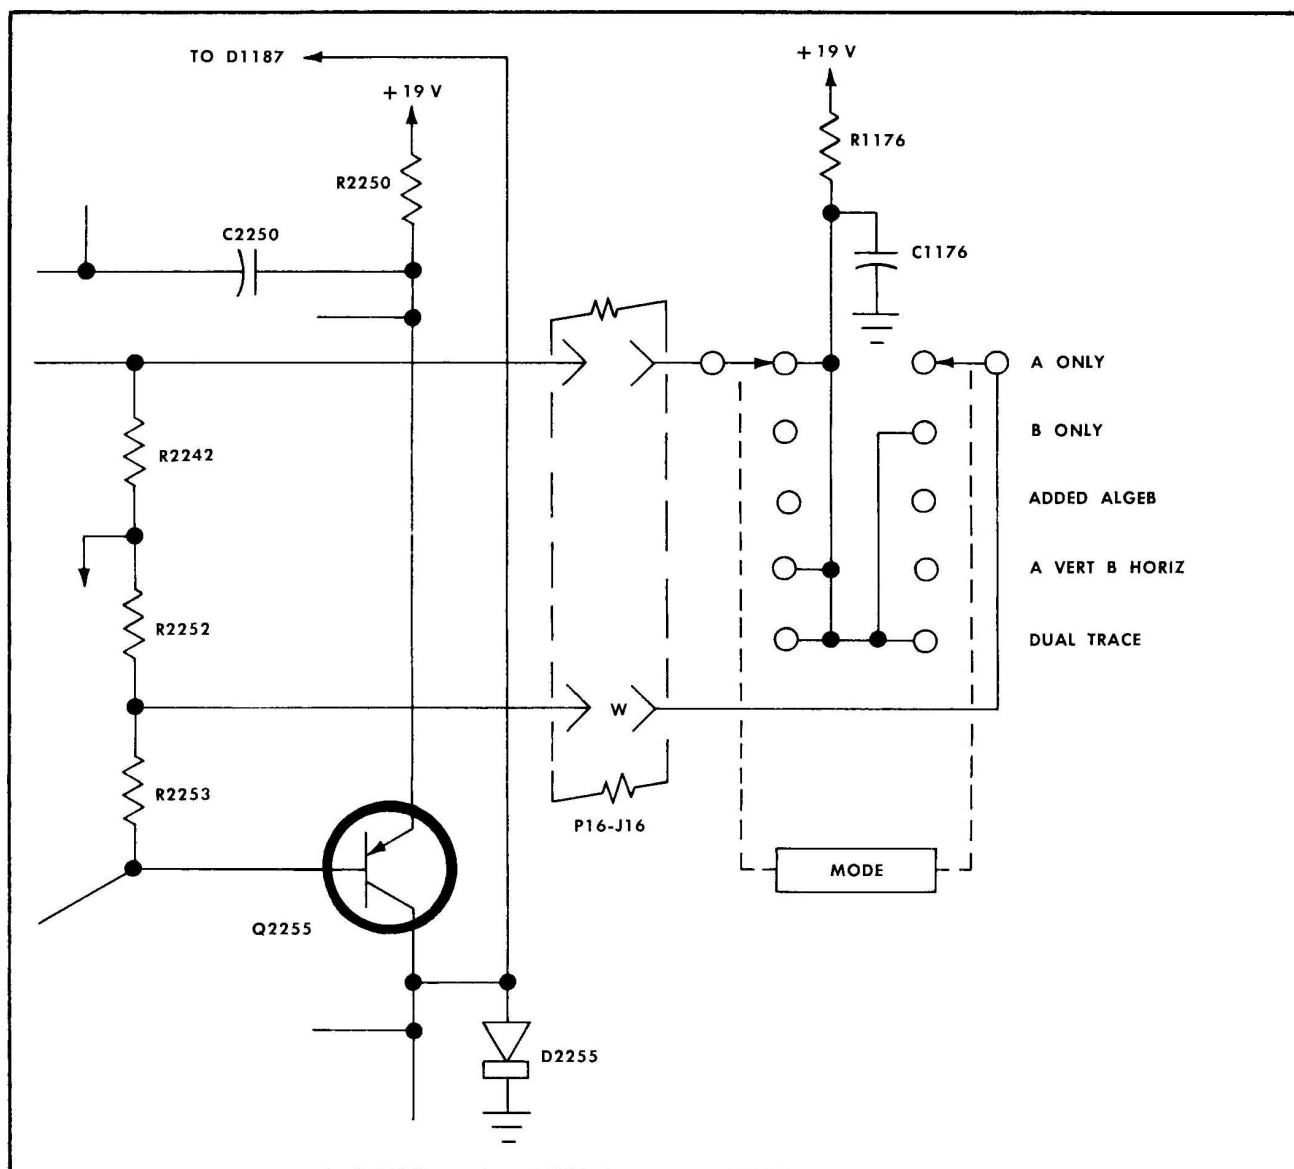 TO D1187
+19 V
+19 V
R1176
R2250
C2250
C1176
A ONLY
R2242
B ONLY
ADDED ALGEB
A VERT B HORIZ
R2252
DUAL TRACE
W
R2253
P16-J16
MODE
Q2255
D2255